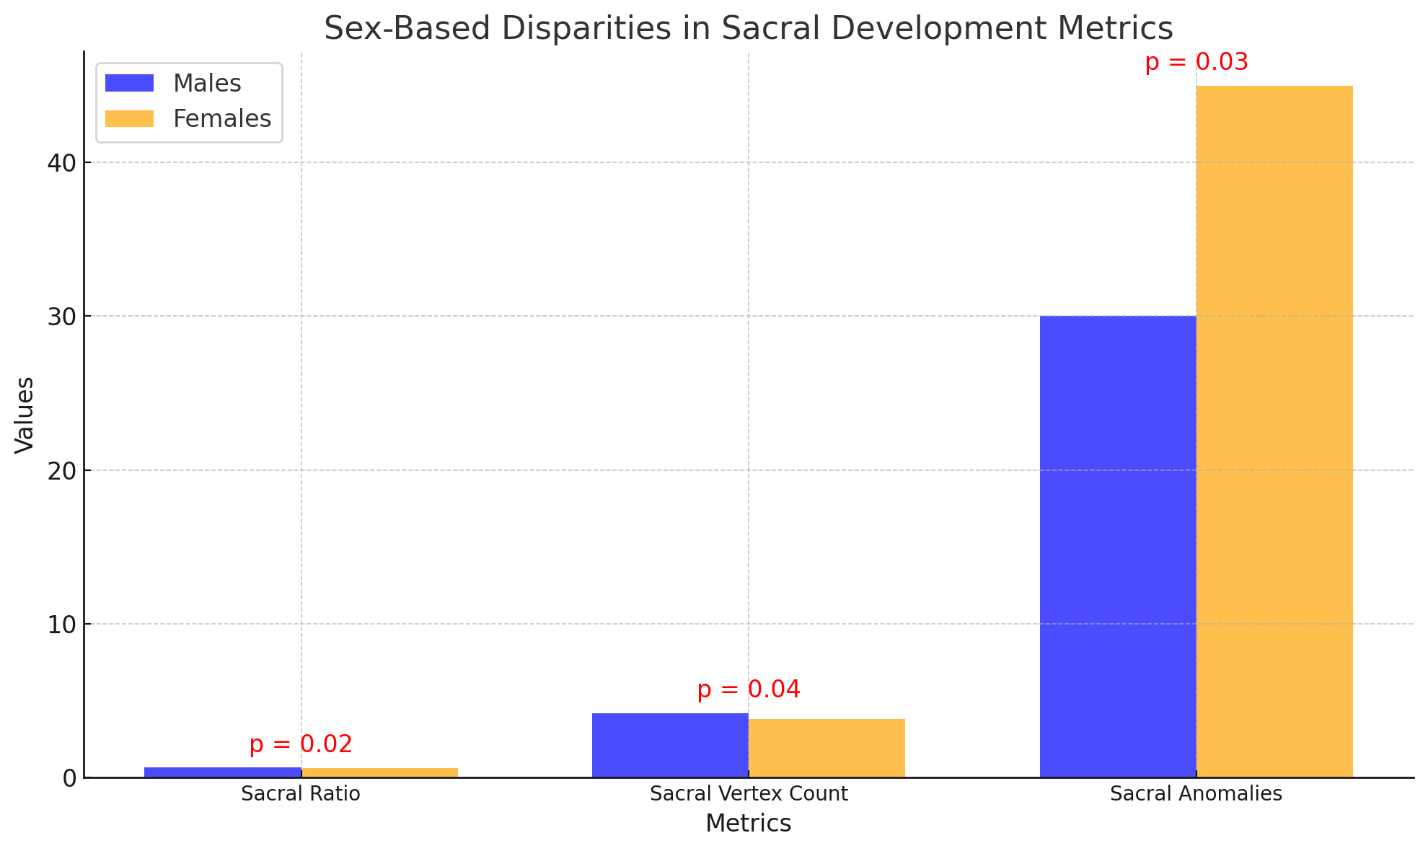 Sex-Based Disparities in Sacral Development Metrics
Males
Females
p = 0.03
p = 0.04
p = 0.02
40
30
20
10
0
Values
Sacral Ratio
Sacral Vertex Count
Sacral Anomalies
Metrics